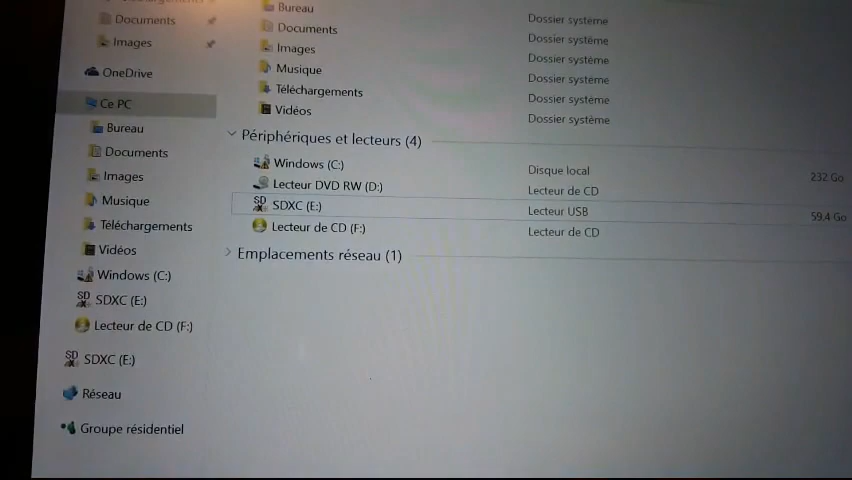 Documents
Images
OneDrive
Ce PC
Bureau
Documents
Images
Musique
Téléchargements
Vidéos
Windows (C:)
SDXC (E:)
Lecteur de CD (F:)
SDXC (E:)
Réseau
Groupe résidentiel
Bureau Dossier système
Documents Dossier système
Images Dossier système
Musique Dossier système
Téléchargements Dossier système
Vidéos Dossier système
Périphériques et lecteurs (4)
Windows (C:) Disque local 232 Go
Lecteur DVD RW (D:) Lecteur de CD
SDXC (E:) Lecteur USB 59,4 Go
Lecteur de CD (F:) Lecteur de CD
Emplacements réseau (1)